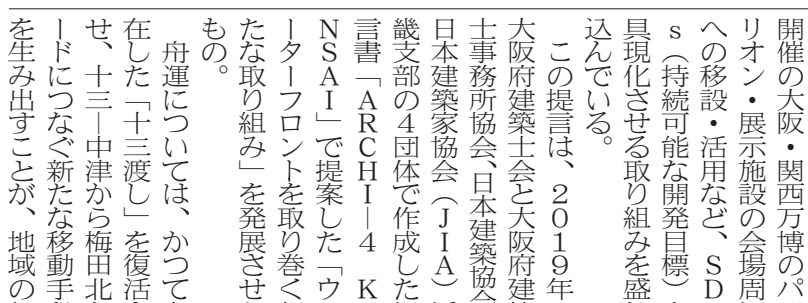 開催の大阪・関西万博のパ
リオン・展示施設の会場周
への移設・活用など、SD
s(持続可能な開発目標)
具現化させる取り組みを盛
込んでいる。
この提言は、2019年
大阪府建築士会と大阪府建
士事務所協会、日本建築協会
日本建築家協会(JIA)
畿支部の4団体で作成した
言書「ARCHI―4 K
NSAI」で提案した「ウ
ーターフロントを取り巻く
たな取り組み」を発展させ
もの。
舟運については、かつて
在した「十三渡し」を復活
せ、十三―中津から梅田北
ードにつなぐ新たな移動手
を生み出すことが、地域の